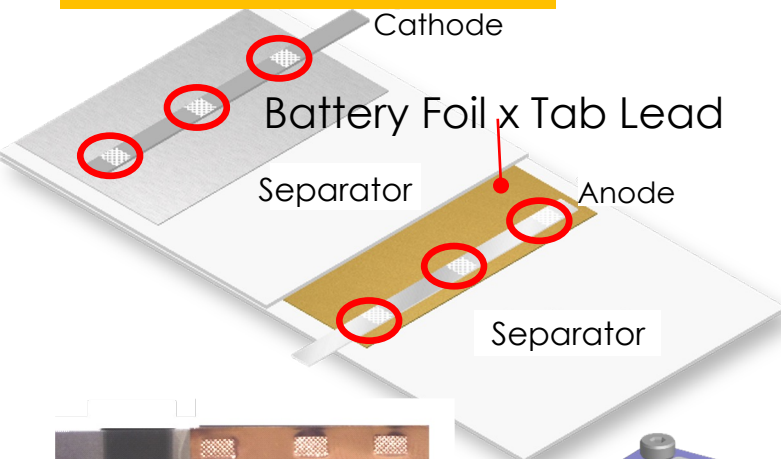 Cathode
Battery Foil x Tab Lead
Separator
Anode
Separator